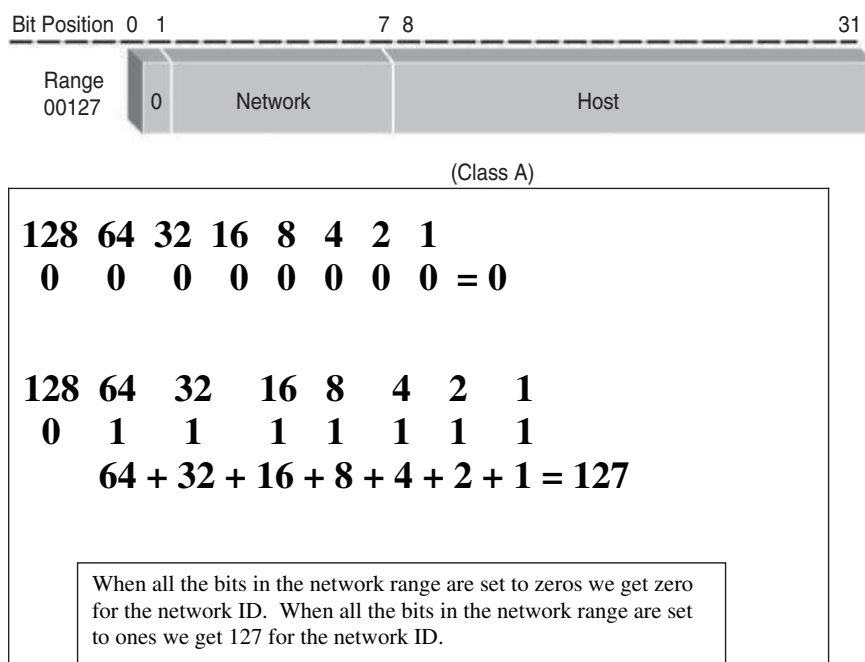 Bit Position 0 1 7 8 31
Range
00127
0 Network Host
(Class A)
128 64 32 16 8 4 2 1
0 0 0 0 0 0 0 0 = 0
128 64 32 16 8 4 2 1
0 1 1 1 1 1 1 1
64 + 32 + 16 + 8 + 4 + 2 + 1 = 127
When all the bits in the network range are set to zeros we get zero
for the network ID. When all the bits in the network range are set
to ones we get 127 for the network ID.